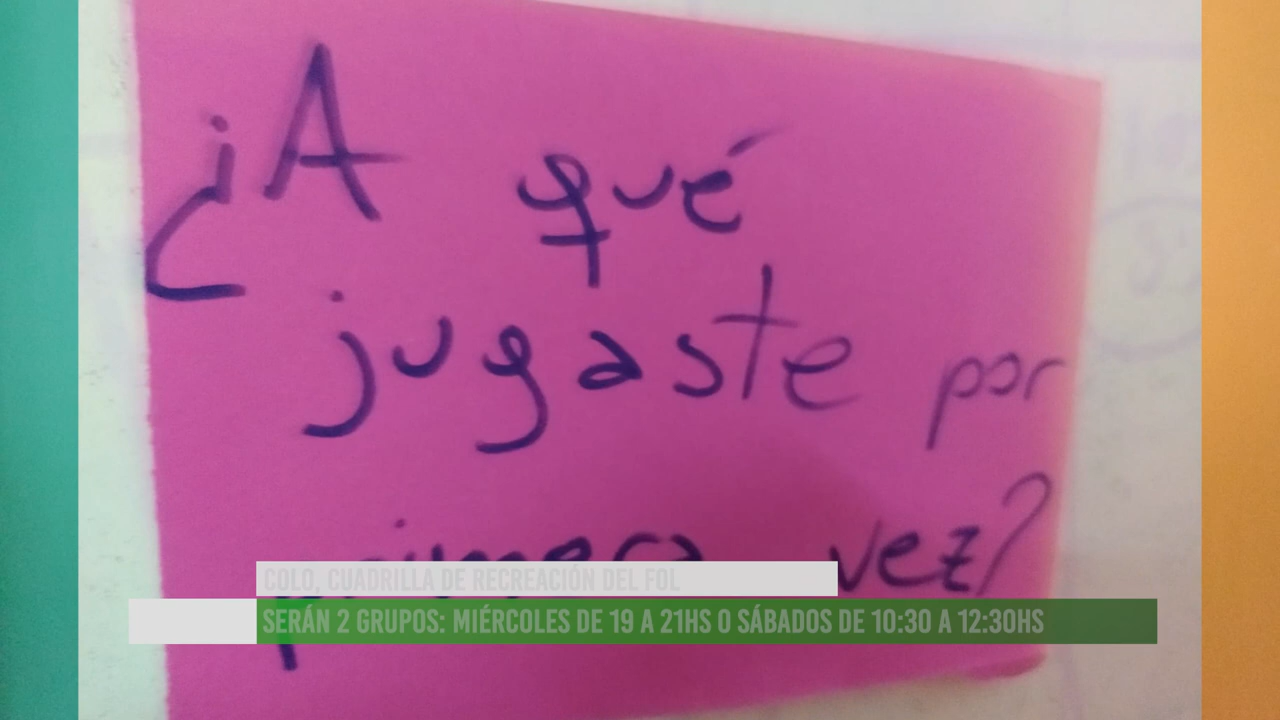 ¿A qué
jugaste por
primera vez?
COLO, CUADRILLA DE RECREACIÓN DEL FOL
SERÁN 2 GRUPOS: MIÉRCOLES DE 19 A 21HS O SÁBADOS DE 10:30 A 12:30HS